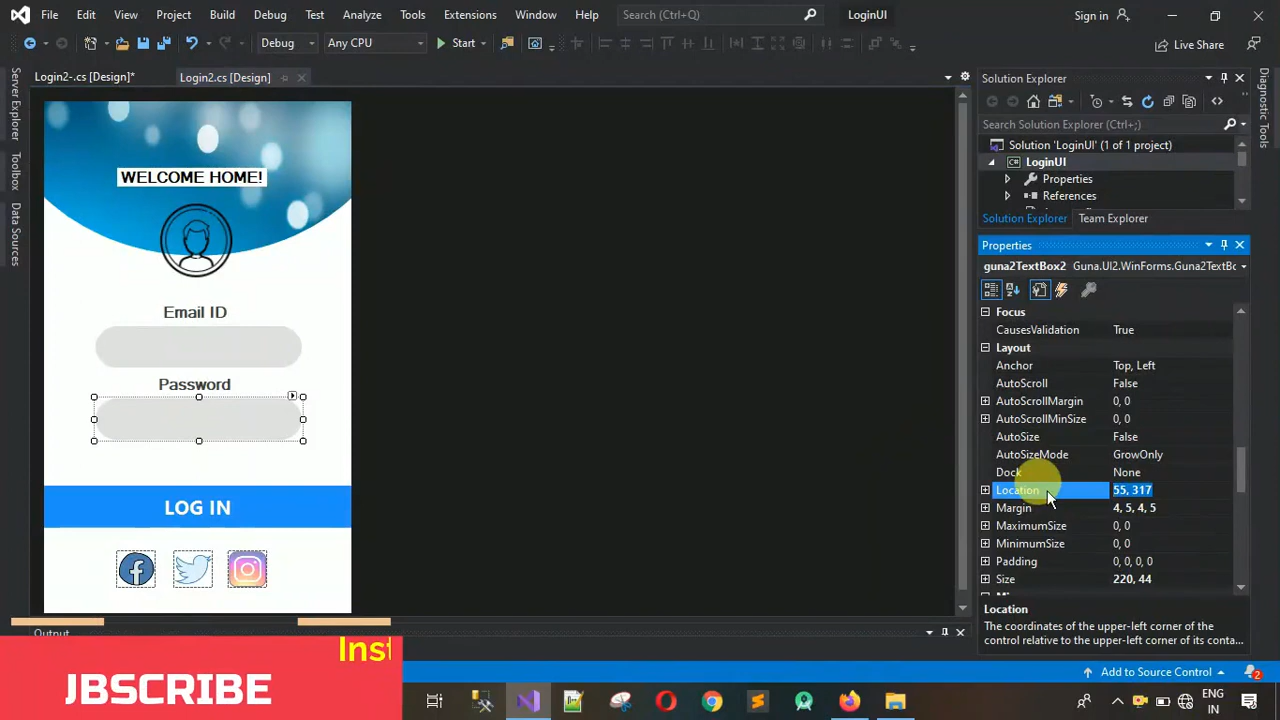 File Edit View Project Build Debug Test Analyze Tools Extensions Window Help Search (Ctrl+Q) LoginUI Sign in
Debug Any CPU Start Live Share
Login2-.cs [Design]* Login2.cs [Design]
Server Explorer
Toolbox
Data Sources
WELCOME HOME!
Email ID
Password
LOG IN
Output
Inst
JBSCRIBE
Solution Explorer
Search Solution Explorer (Ctrl+;)
Solution 'LoginUI' (1 of 1 project)
C# LoginUI
Properties
References
Solution Explorer Team Explorer
Properties
guna2TextBox2 Guna.UI2.WinForms.Guna2TextBo
Focus
CausesValidation True
Layout
Anchor Top, Left
AutoScroll False
AutoScrollMargin 0, 0
AutoScrollMinSize 0, 0
AutoSize False
AutoSizeMode GrowOnly
Dock None
Location 55, 317
Margin 4, 5, 4, 5
MaximumSize 0, 0
MinimumSize 0, 0
Padding 0, 0, 0, 0
Size 220, 44
Location
The coordinates of the upper-left corner of the
control relative to the upper-left corner of its conta...
Diagnostic Tools
Add to Source Control 2
ENG
IN